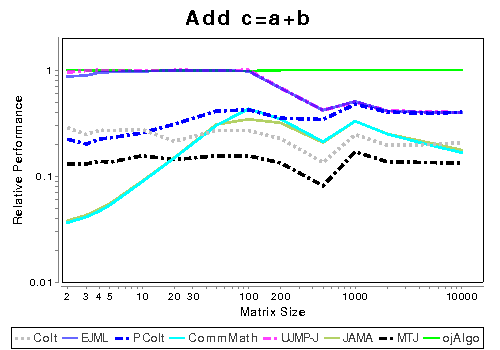 Add c=a+b
Relative Performance
1
0.1
0.01
2 3 4 5 10 20 30 100 1000 10000
Matrix Size
Colt EJML PColt CommMath UJMP-J JAMA MTJ ojAlgo